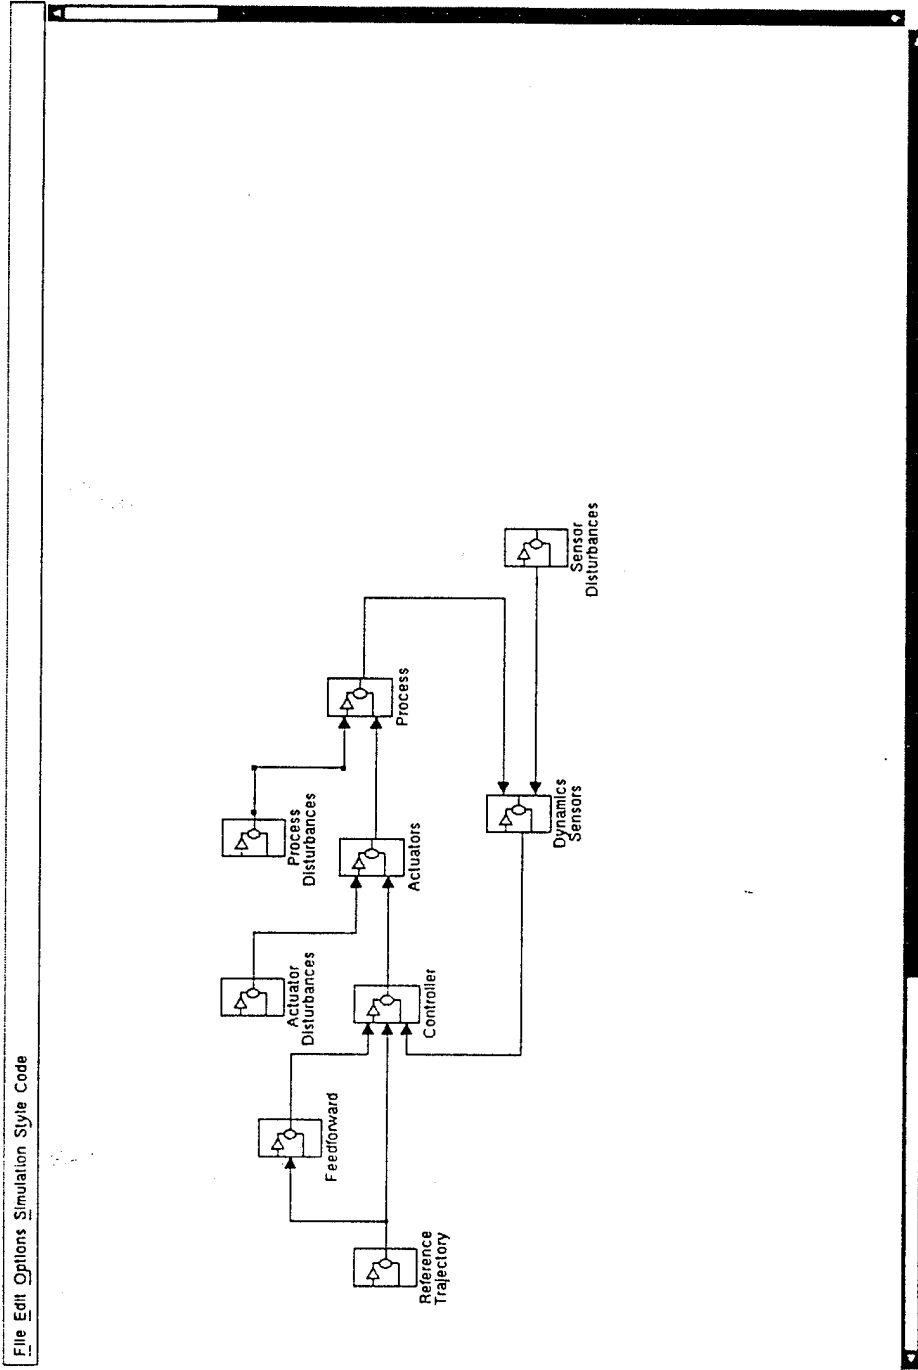 File Edit Options Simulation Style Code
Actuator
Disturbances
Process
Disturbances
Feedforward
Reference
Trajectory
Controller
Actuators
Process
Dynamics
Sensors
Sensor
Disturbances